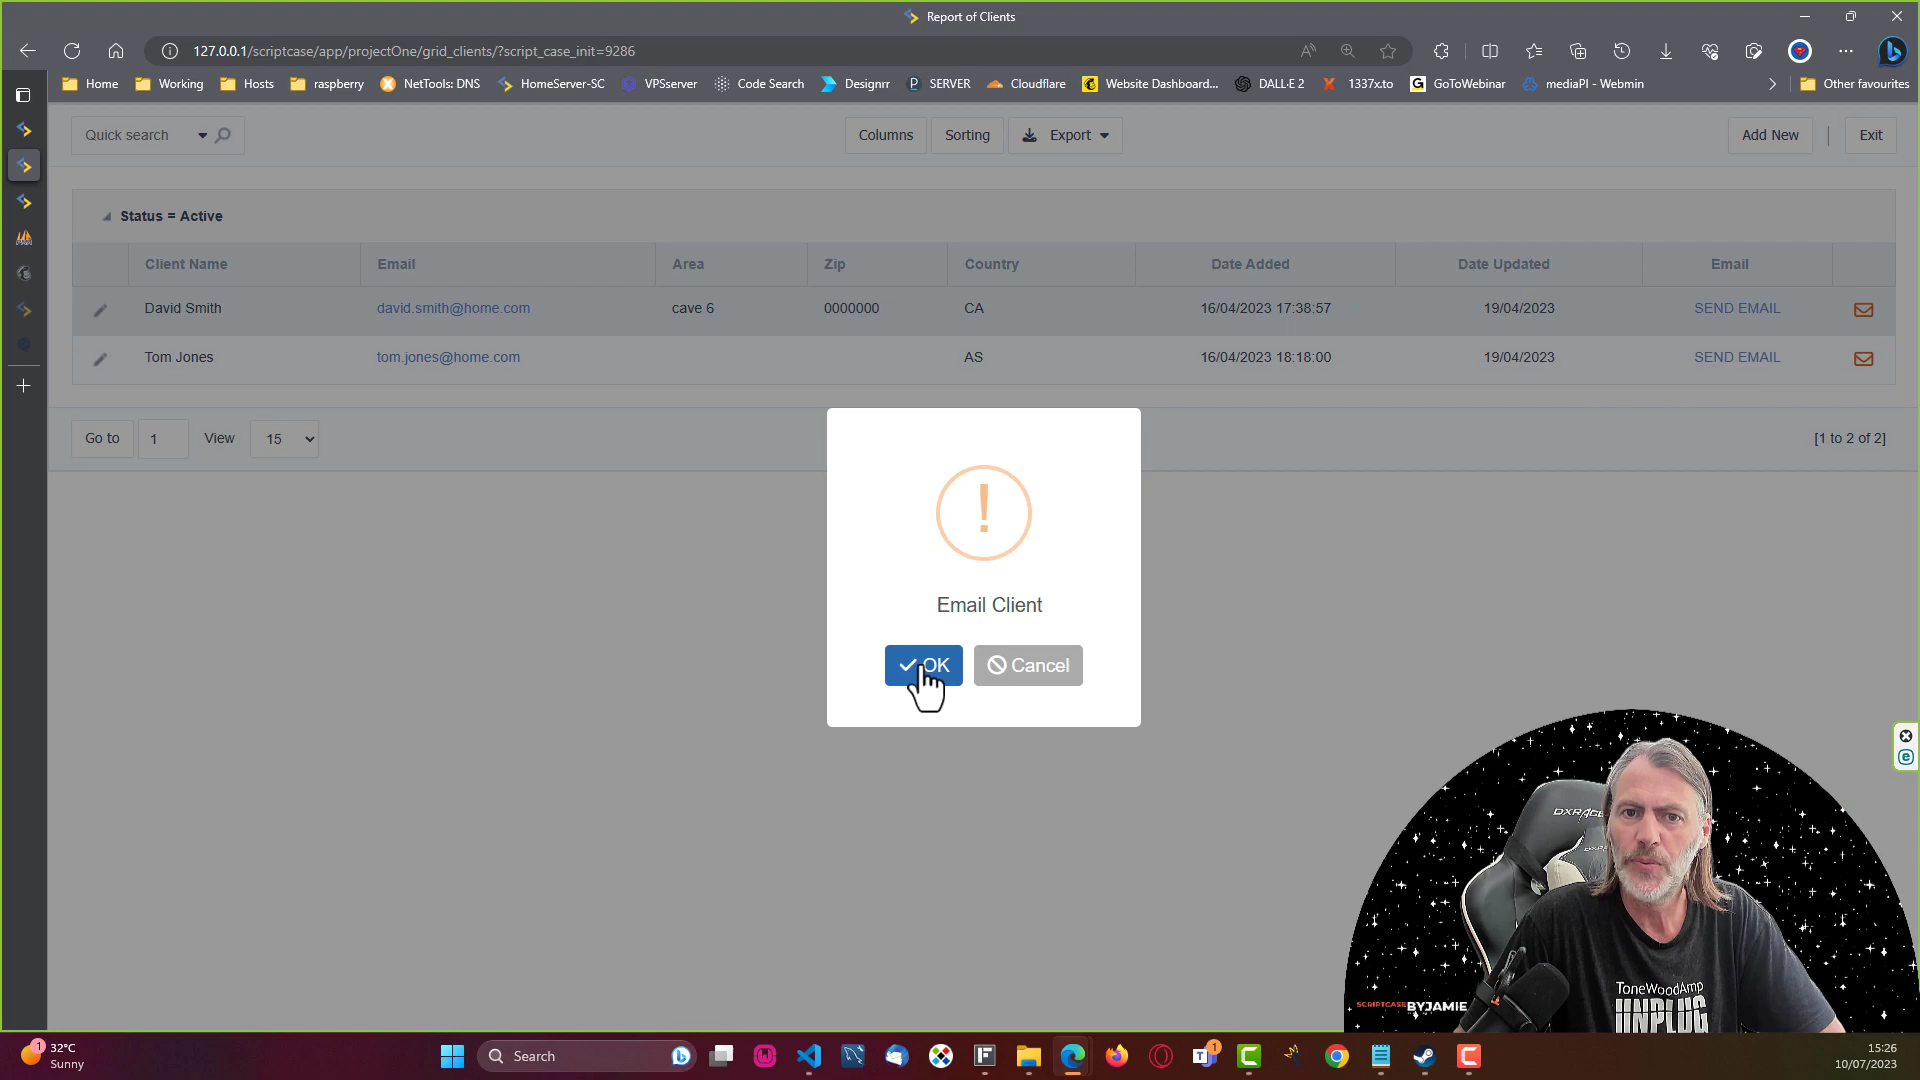 Report of Clients
127.0.0.1/scriptcase/app/projectOne/grid_clients/?script_case_init=9286
Home Working Hosts raspberry NetTools: DNS HomeServer-SC VPSserver Code Search Designrr SERVER Cloudflare Website Dashboard... DALL·E 2 1337x.to GoToWebinar mediaPI - Webmin Other favourites
Quick search Columns Sorting Export Add New Exit
Status = Active
Client Name Email Area Zip Country Date Added Date Updated Email
David Smith david.smith@home.com cave 6 0000000 CA 16/04/2023 17:38:57 19/04/2023 SEND EMAIL
Tom Jones tom.jones@home.com AS 16/04/2023 18:18:00 19/04/2023 SEND EMAIL
Go to 1 View 15 [1 to 2 of 2]
!
Email Client
OK Cancel
DXRACE
ToneWoodAmp
UNPLUG
SCRIPTCASEBYJAMIE
1
32°C
Sunny
Search
1
15:26
10/07/2023